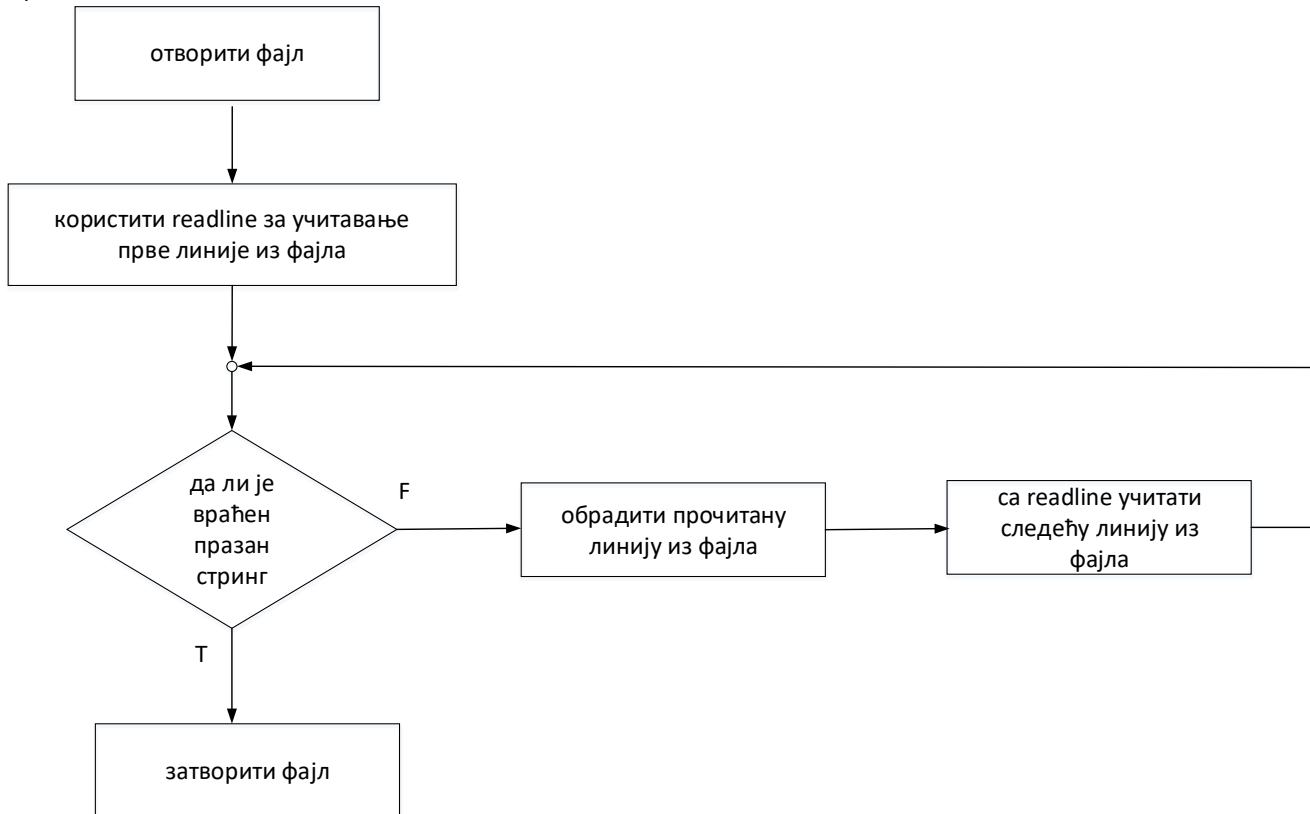 отворити фајл
користити readline за учитавање
прве линије из фајла
да ли је
враћен
празан
стринг
F
обрадити прочитану
линију из фајла
са readline учитати
следећу линију из
фајла
T
затворити фајл